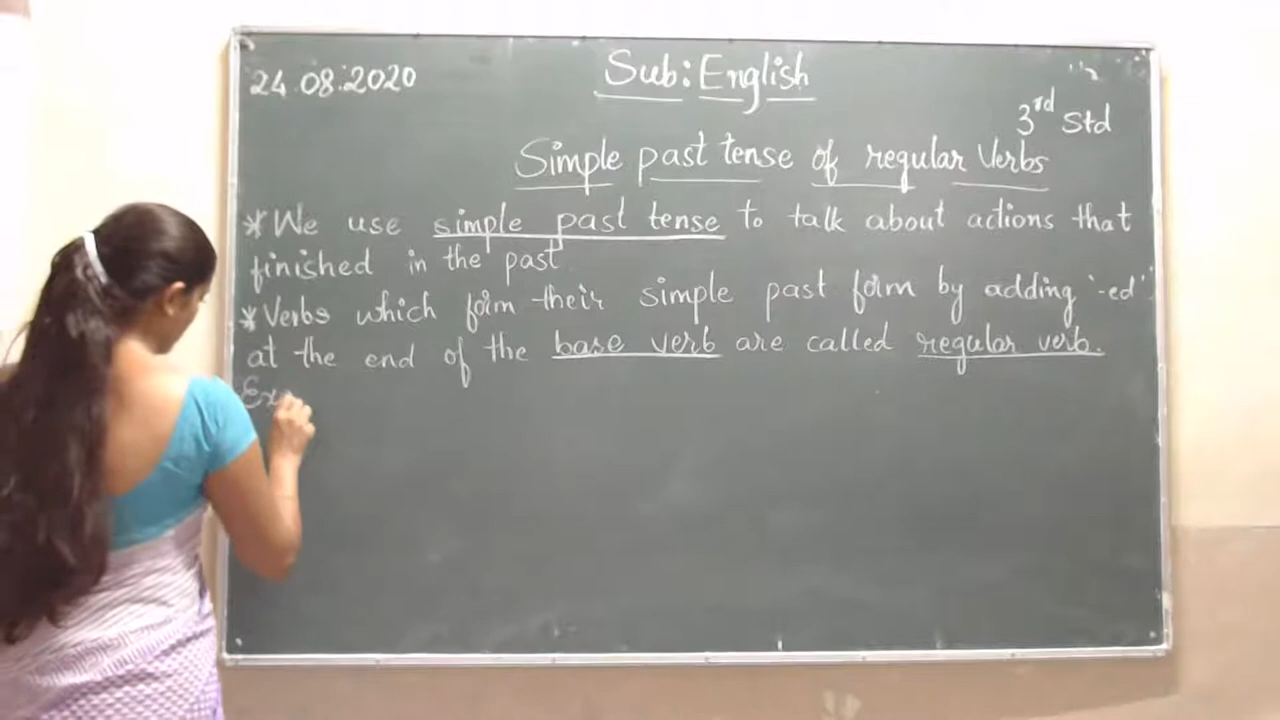 24.08.2020
Sub: English
3rd Std
Simple past tense of regular Verbs
*We use simple past tense to talk about actions that
finished in the past
*Verbs which form their simple past form by adding '-ed'
at the end of the base verb are called regular verb.
Ex